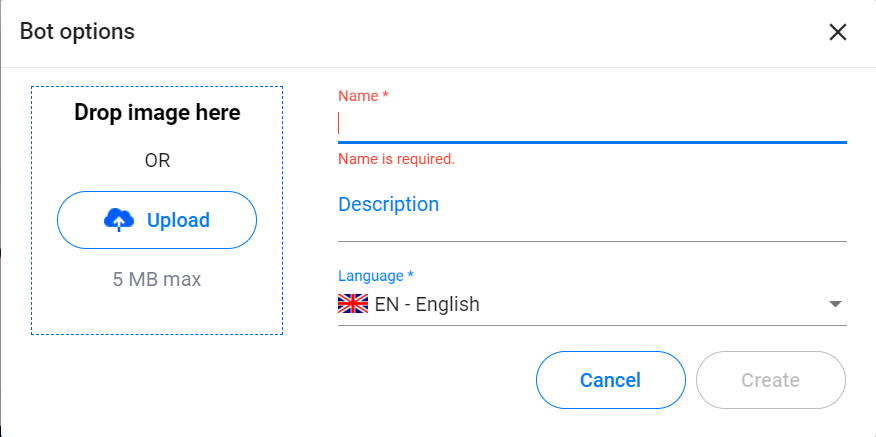 Bot options
Drop image here
OR
Upload
5 MB max
Name *
Name is required.
Description
Language *
EN - English
Cancel
Create